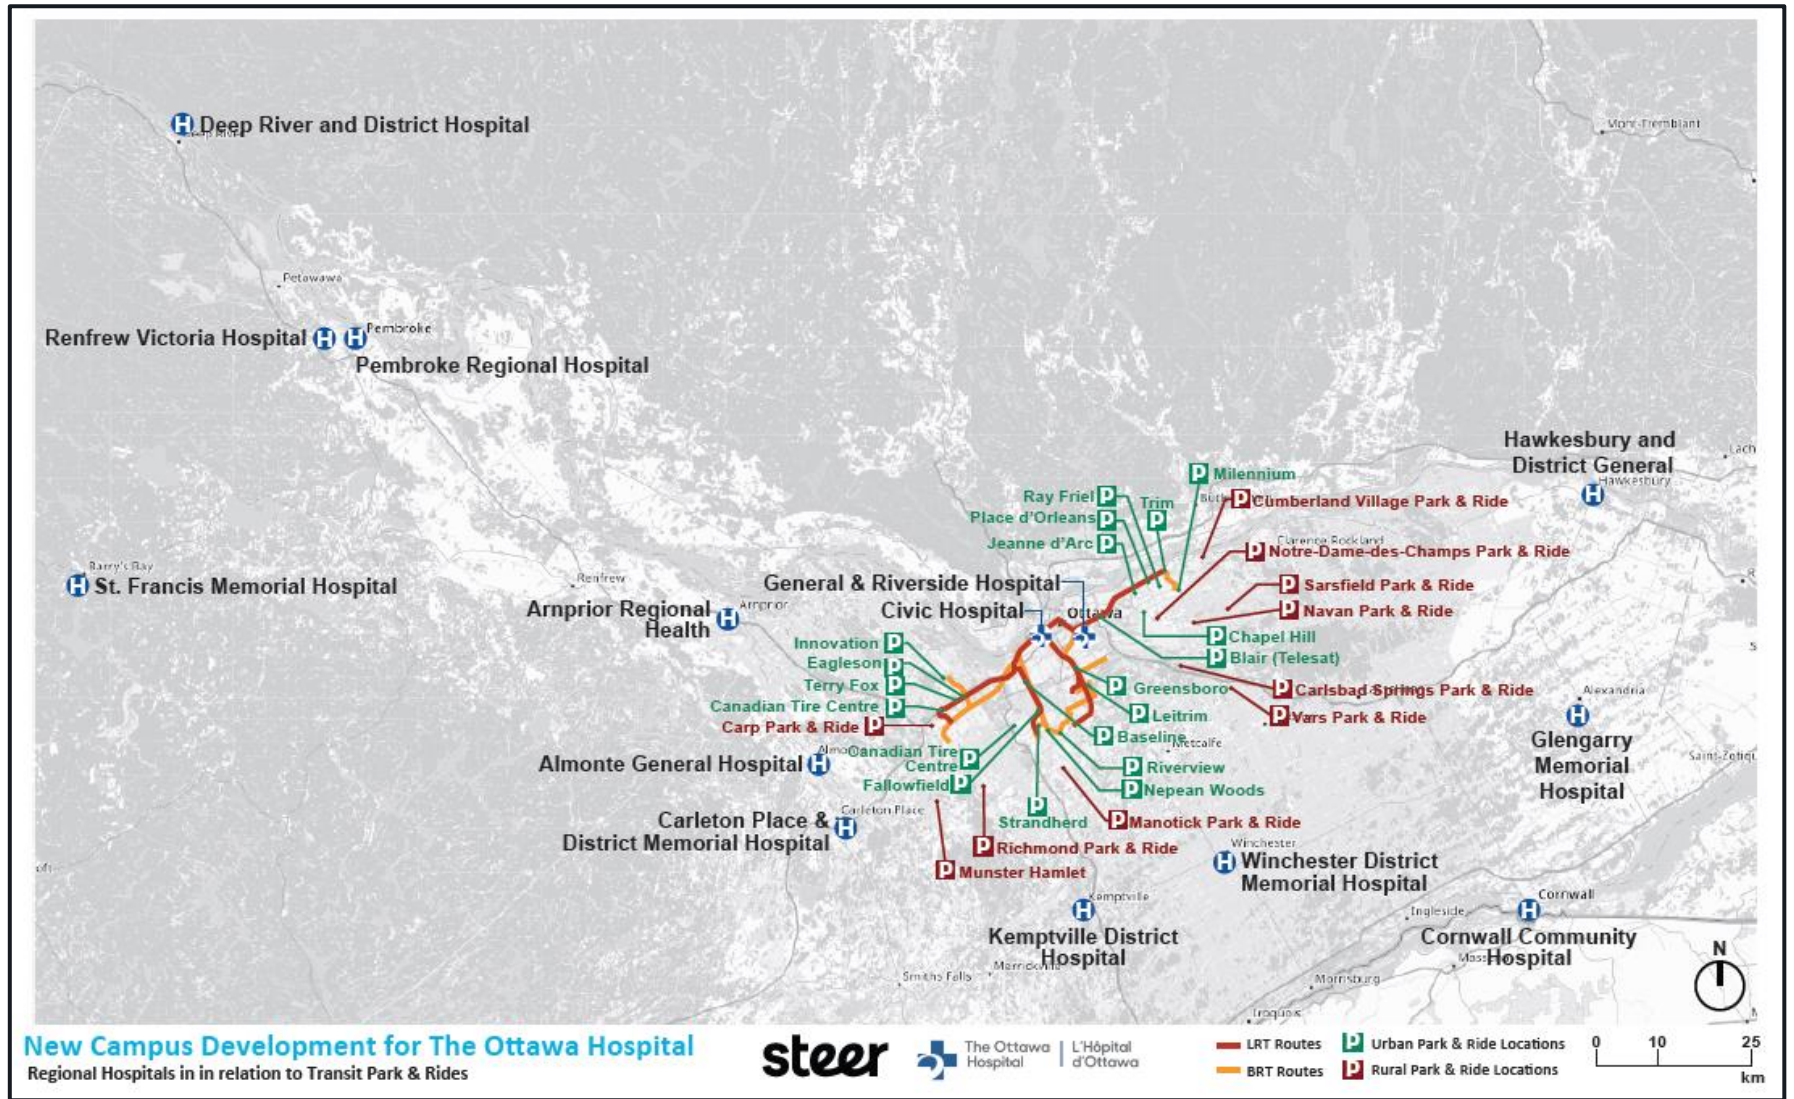 Mont-Tremblant
Deep River and District Hospital
Petawawa
Renfrew Victoria Hospital
Pembroke
Pembroke Regional Hospital
Hawkesbury and
District General
Hawkesbury
Lach
Milennium
Ray Friel
Trim
Cumberland Village Park & Ride
Place d'Orleans
Jeanne d'Arc
Clarence-Rockland
Notre-Dame-des-Champs Park & Ride
Barry's Bay
St. Francis Memorial Hospital
Renfrew
General & Riverside Hospital
Sarsfield Park & Ride
Arnprior Regional
Health
Arnprior
Civic Hospital
Ottawa
Navan Park & Ride
Innovation
Chapel Hill
Eagleson
Blair (Telesat)
Terry Fox
Greensboro
Carlsbad Springs Park & Ride
Alexandria
Canadian Tire Centre
Leitrim
Vars Park & Ride
Carp Park & Ride
Baseline
Metcalfe
Glengarry
Memorial
Hospital
Canadian Tire
Centre
Almonte General Hospital
Riverview
Fallowfield
Nepean Woods
Carleton Place
Carleton Place &
District Memorial Hospital
Strandherd
Manotick Park & Ride
Richmond Park & Ride
Winchester
Winchester District
Memorial Hospital
Munster Hamlet
Kemptville
Kemptville District
Hospital
Cornwall
Ingleside
Cornwall Community
Hospital
Smiths Falls
Merrickville
Morrisburg
Iroquois
N
New Campus Development for The Ottawa Hospital
Regional Hospitals in in relation to Transit Park & Rides
steer
The Ottawa
Hospital
L'Hôpital
d'Ottawa
LRT Routes
BRT Routes
Urban Park & Ride Locations
Rural Park & Ride Locations
0 10 25
km